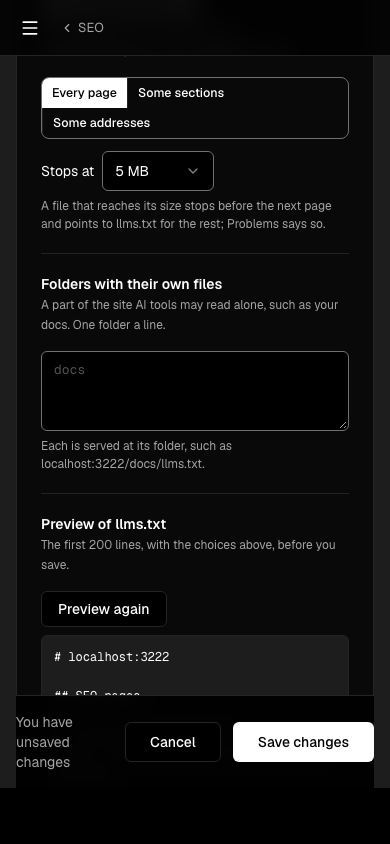 SEO
Every page
Some sections
Some addresses
Stops at
5 MB
A file that reaches its size stops before the next page
and points to llms.txt for the rest; Problems says so.
Folders with their own files
A part of the site AI tools may read alone, such as your
docs. One folder a line.
docs
Each is served at its folder, such as
localhost:3222/docs/llms.txt.
Preview of llms.txt
The first 200 lines, with the choices above, before you
save.
Preview again
# localhost:3222
## SEO pages
You have
unsaved
changes
Cancel
Save changes